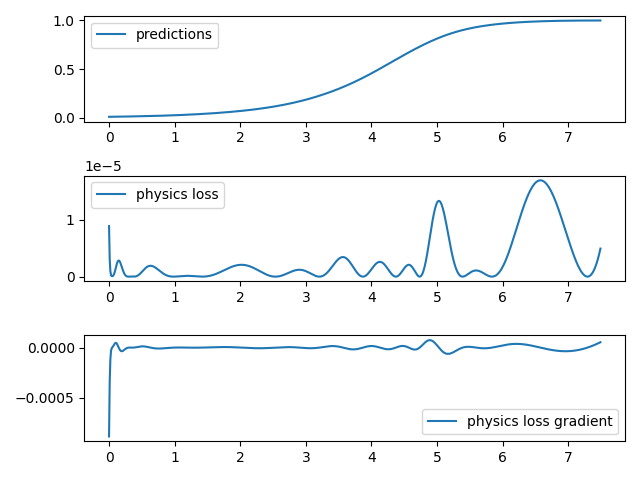 1.0
predictions
0.5
0.0
0 1 2 3 4 5 6 7
1e−5
physics loss
1
0
0 1 2 3 4 5 6 7
0.0000
−0.0005
physics loss gradient
0 1 2 3 4 5 6 7